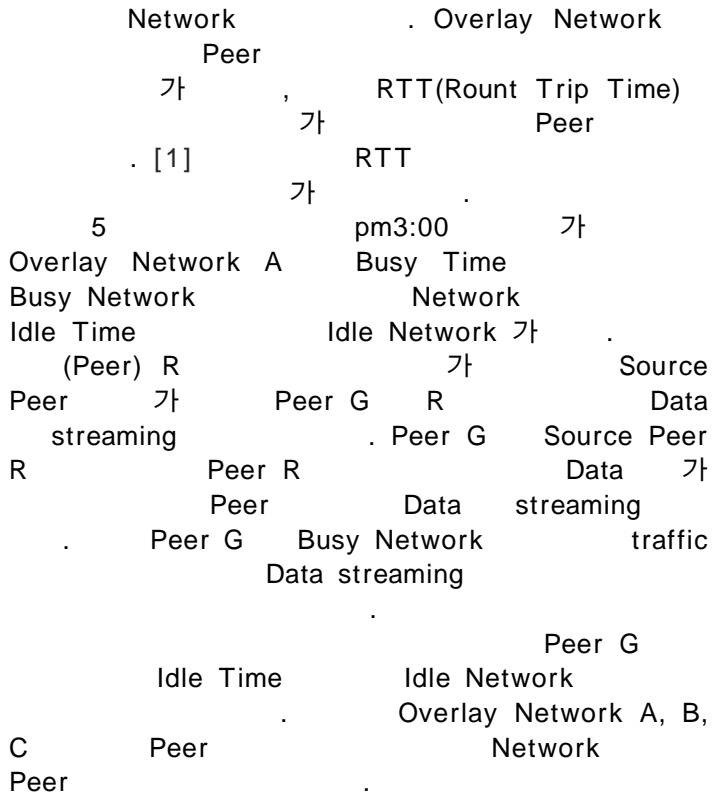 Network . Overlay Network
Peer
가 , RTT(Rount Trip Time)
가 Peer
. [1] RTT
가 .
5 pm3:00 가
Overlay Network A Busy Time
Busy Network Network
Idle Time Idle Network 가 .
(Peer) R 가 Source
Peer 가 Peer G R Data
streaming . Peer G Source Peer
R Peer R Data 가
Peer Data streaming
. Peer G Busy Network traffic
Data streaming
.
Peer G
Idle Time Idle Network
. Overlay Network A, B,
C Peer Network
Peer .